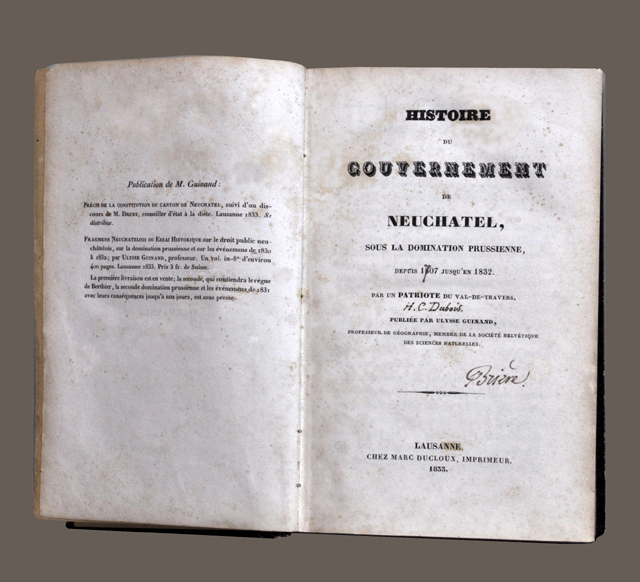 Publication de M. Guinand :
Précis de la constitution du canton de Neuchatel, suivi d'un dis-
cours de M. Druey, conseiller d'état à la diète. Lausanne 1833. Se
distribue.
Fragmens Neuchatelois ou Essai Historique sur le droit public neu-
châtelois, sur la domination prussienne et sur les événemens de 1830
à 1832; par Ulysse Guinand, professeur. Un vol. in-8° d'environ
400 pages. Lausanne 1833. Prix 3 fr. de Suisse.
La première livraison est en vente; la seconde, qui contiendra le règne
de Berthier, la seconde domination prussienne et les événemens de 1831
avec leurs conséquences jusqu'à nos jours, est sous presse.
HISTOIRE
DU
GOUVERNEMENT
DE
NEUCHATEL,
SOUS LA DOMINATION PRUSSIENNE,
DEPUIS 1707 JUSQU'EN 1832.
PAR UN PATRIOTE DU VAL-DE-TRAVERS.
H. C. Dubois.
PUBLIÉE PAR ULYSSE GUINAND,
PROFESSEUR DE GÉOGRAPHIE, MEMBRE DE LA SOCIÉTÉ HELVÉTIQUE
DES SCIENCES NATURELLES.
Brière
LAUSANNE.
CHEZ MARC DUCLOUX, IMPRIMEUR.
1833.